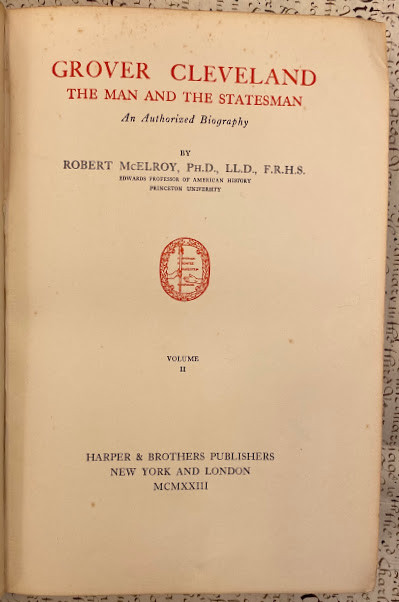 GROVER CLEVELAND
THE MAN AND THE STATESMAN
An Authorized Biography
BY
ROBERT McELROY, PH.D., LL.D., F.R.H.S.
EDWARDS PROFESSOR OF AMERICAN HISTORY
PRINCETON UNIVERSITY
VOLUME
II
HARPER & BROTHERS PUBLISHERS
NEW YORK AND LONDON
MCMXXIII